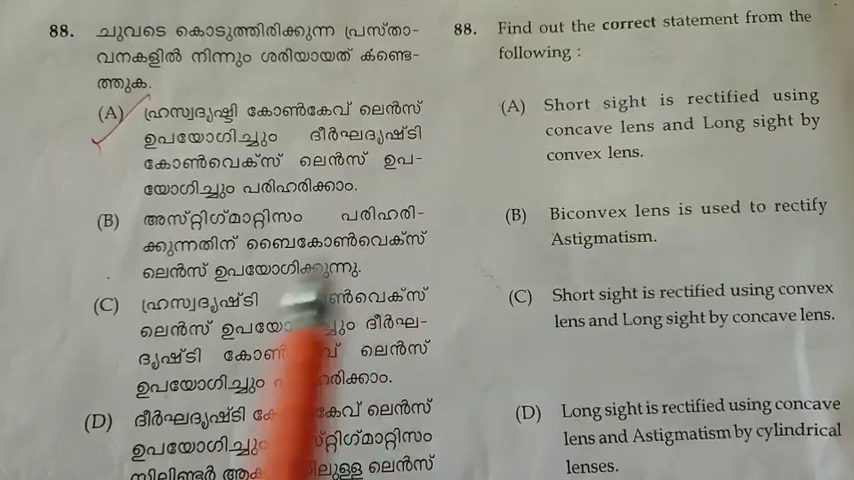 88. ചുവടെ കൊടുത്തിരിക്കുന്ന പ്രസ്താ-
വനകളിൽ നിന്നും ശരിയായത് കണ്ടെ-
ത്തുക.
(A) ഹ്രസ്വദൃഷ്ടി കോൺകേവ് ലെൻസ്
ഉപയോഗിച്ചും ദീർഘദൃഷ്ടി
കോൺവെക്സ് ലെൻസ് ഉപ-
യോഗിച്ചും പരിഹരിക്കാം.
(B) അസ്റ്റിഗ്മാറ്റിസം പരിഹരി-
ക്കുന്നതിന് ബൈകോൺവെക്സ്
ലെൻസ് ഉപയോഗിക്കുന്നു.
(C) ഹ്രസ്വദൃഷ്ടി
ലെൻസ് ദീർഘ-
ദൃഷ്ടി ലെൻസ്
ഉപയോഗിച്ചും
(D) ദീർഘദൃഷ്ടി ലെൻസ്
ഉപയോഗിച്ചും
ലെൻസ്
88. Find out the correct statement from the
following :
(A) Short sight is rectified using
concave lens and Long sight by
convex lens.
(B) Biconvex lens is used to rectify
Astigmatism.
(C) Short sight is rectified using convex
lens and Long sight by concave lens.
(D) Long sight is rectified using concave
lens and Astigmatism by cylindrical
lenses.